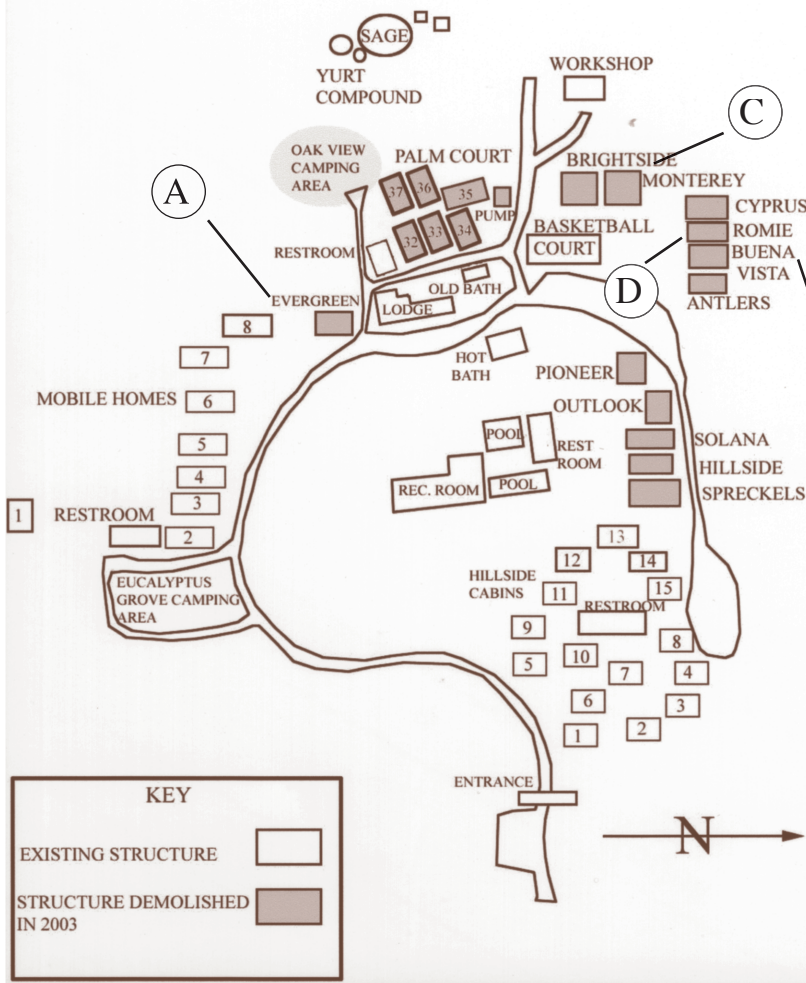 SAGE
YURT
COMPOUND
WORKSHOP
C
OAK VIEW
CAMPING
AREA
PALM COURT
BRIGHTSIDE
A
37
36
35
MONTEREY
PUMP
CYPRUS
32
33
34
BASKETBALL
COURT
ROMIE
RESTROOM
BUENA
VISTA
D
OLD BATH
EVERGREEN
LODGE
ANTLERS
8
7
HOT
BATH
PIONEER
MOBILE HOMES
6
OUTLOOK
5
POOL
REST
ROOM
SOLANA
4
HILLSIDE
REC. ROOM
POOL
SPRECKELS
3
1
RESTROOM
2
13
12
14
EUCALYPTUS
GROVE CAMPING
AREA
HILLSIDE
CABINS
11
15
RESTROOM
9
8
10
5
7
4
6
3
1
2
ENTRANCE
KEY
EXISTING STRUCTURE
STRUCTURE DEMOLISHED
IN 2003
N